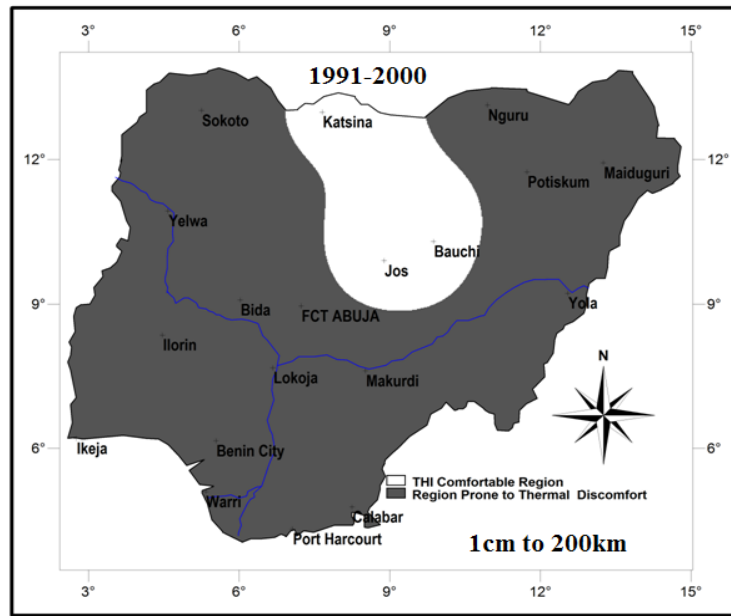 3° 6° 9° 12° 15°
1991-2000
Sokoto
Katsina
Nguru
12° 12°
Potiskum
Maiduguri
Yelwa
Bauchi
Jos
9° 9°
Bida
FCT ABUJA
Yola
Ilorin
Lokoja
Makurdi
N
6° 6°
Ikeja
Benin City
THI Comfortable Region
Region Prone to Thermal Discomfort
Warri
Calabar
Port Harcourt
1cm to 200km
3° 6° 9° 12° 15°